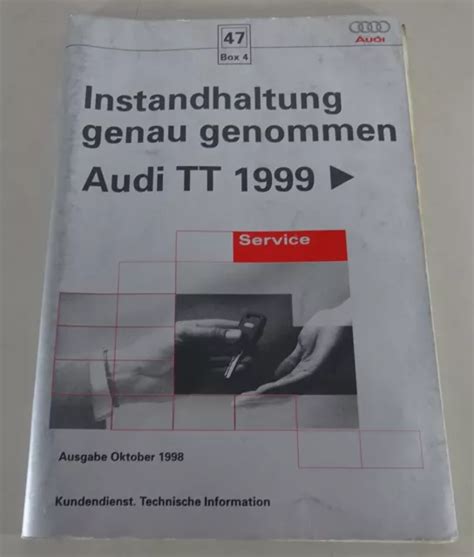 47
Box 4
Audi
Instandhaltung
genau genommen
Audi TT 1999 ►
Service
Ausgabe Oktober 1998
Kundendienst. Technische Information